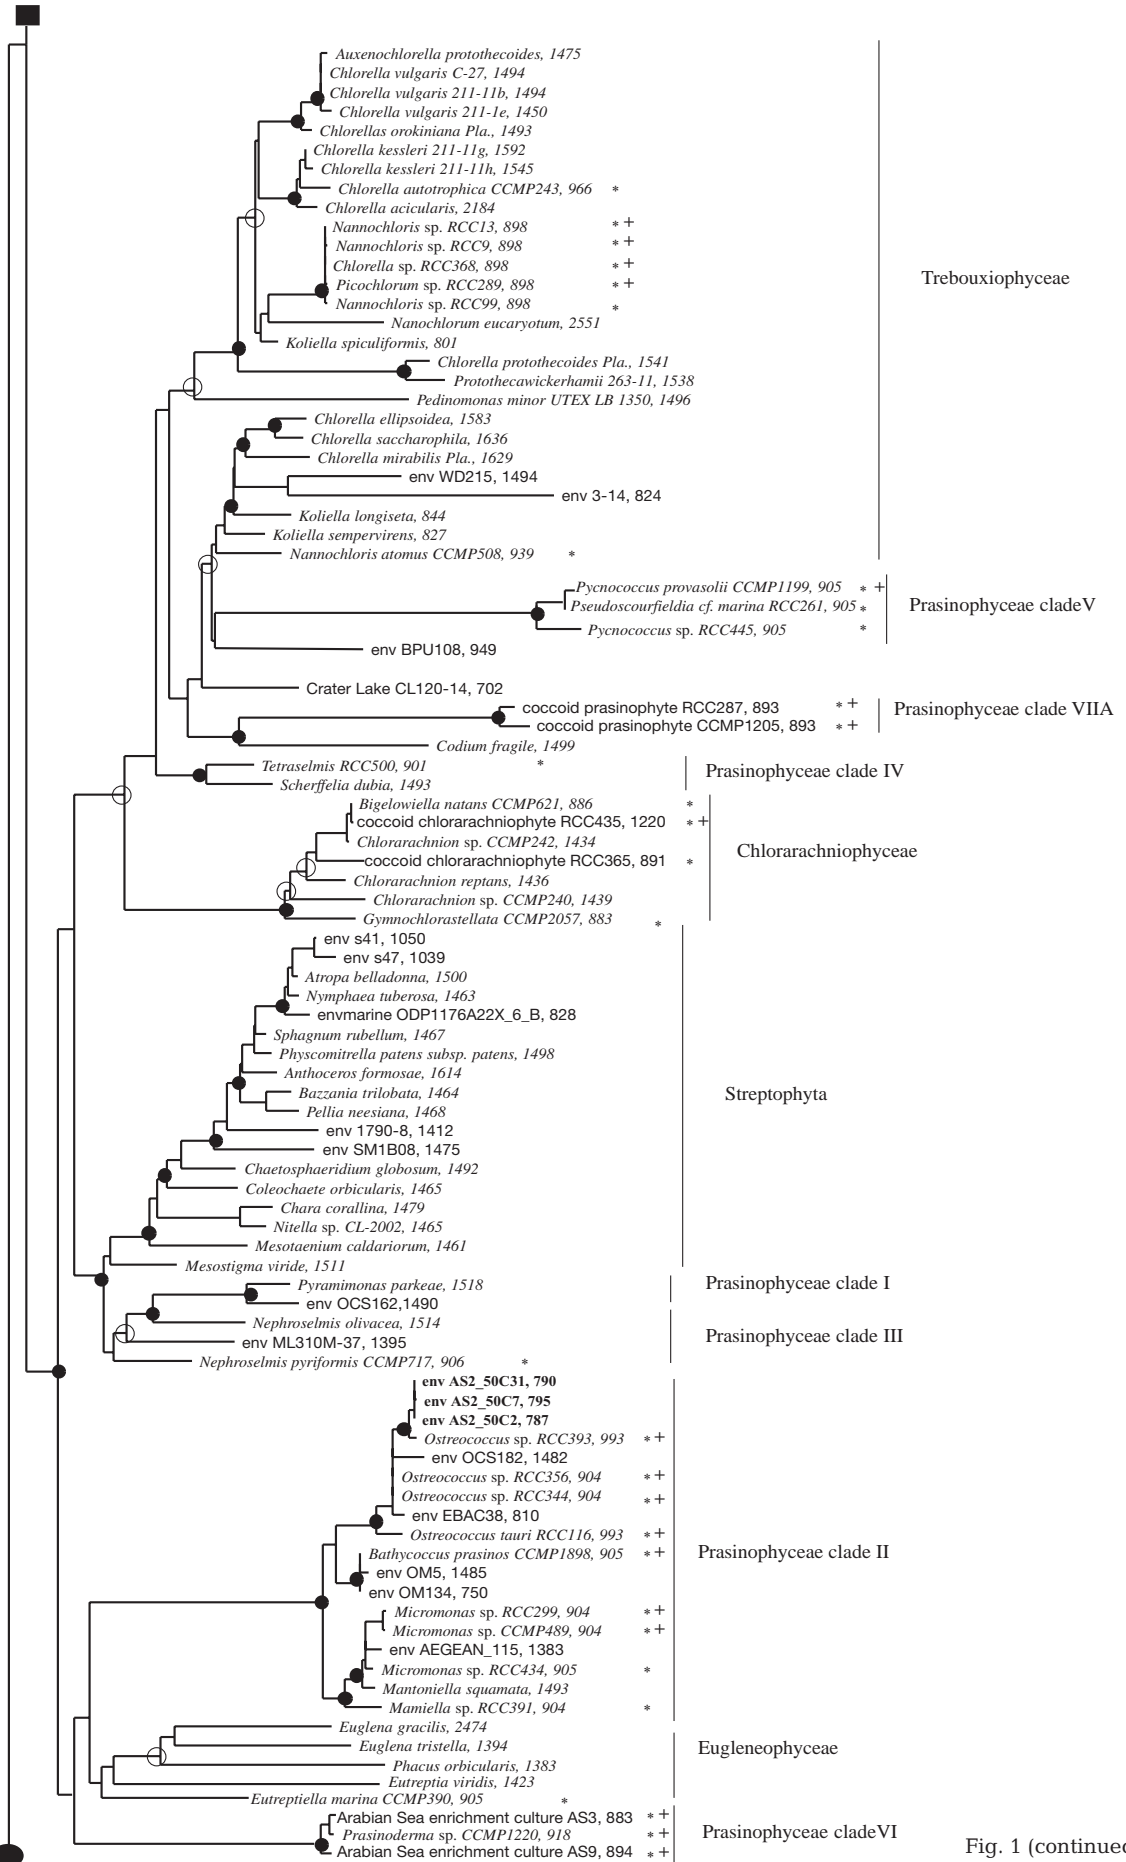 Auxenochlorella protothecoides, 1475
Chlorella vulgaris C-27, 1494
Chlorella vulgaris 211-11b, 1494
Chlorella vulgaris 211-1e, 1450
Chlorellas orokiniana Pla., 1493
Chlorella kessleri 211-11g, 1592
Chlorella kessleri 211-11h, 1545
Chlorella autotrophica CCMP243, 966 *
Chlorella acicularis, 2184
Nannochloris sp. RCC13, 898 * +
Nannochloris sp. RCC9, 898 * +
Chlorella sp. RCC368, 898 * +
Trebouxiophyceae
Picochlorum sp. RCC289, 898 * +
Nannochloris sp. RCC99, 898 *
Nanochlorum eucaryotum, 2551
Koliella spiculiformis, 801
Chlorella protothecoides Pla., 1541
Protothecawickerhamii 263-11, 1538
Pedinomonas minor UTEX LB 1350, 1496
Chlorella ellipsoidea, 1583
Chlorella saccharophila, 1636
Chlorella mirabilis Pla., 1629
env WD215, 1494
env 3-14, 824
Koliella longiseta, 844
Koliella sempervirens, 827
Nannochloris atomus CCMP508, 939 *
Pycnococcus provasolii CCMP1199, 905 * +
Pseudoscourfieldia cf. marina RCC261, 905 *
Prasinophyceae cladeV
Pycnococcus sp. RCC445, 905 *
env BPU108, 949
Crater Lake CL120-14, 702
coccoid prasinophyte RCC287, 893 * +
Prasinophyceae clade VIIA
coccoid prasinophyte CCMP1205, 893 * +
Codium fragile, 1499
Tetraselmis RCC500, 901 *
Prasinophyceae clade IV
Scherffelia dubia, 1493
Bigelowiella natans CCMP621, 886 *
coccoid chlorarachniophyte RCC435, 1220 * +
Chlorarachnion sp. CCMP242, 1434
Chlorarachniophyceae
coccoid chlorarachniophyte RCC365, 891 *
Chlorarachnion reptans, 1436
Chlorarachnion sp. CCMP240, 1439
Gymnochlorastellata CCMP2057, 883 *
env s41, 1050
env s47, 1039
Atropa belladonna, 1500
Nymphaea tuberosa, 1463
envmarine ODP1176A22X_6_B, 828
Sphagnum rubellum, 1467
Physcomitrella patens subsp. patens, 1498
Anthoceros formosae, 1614
Bazzania trilobata, 1464
Streptophyta
Pellia neesiana, 1468
env 1790-8, 1412
env SM1B08, 1475
Chaetosphaeridium globosum, 1492
Coleochaete orbicularis, 1465
Chara corallina, 1479
Nitella sp. CL-2002, 1465
Mesotaenium caldariorum, 1461
Mesostigma viride, 1511
Pyramimonas parkeae, 1518
Prasinophyceae clade I
env OCS162,1490
Nephroselmis olivacea, 1514
Prasinophyceae clade III
env ML310M-37, 1395
Nephroselmis pyriformis CCMP717, 906 *
env AS2_50C31, 790
env AS2_50C7, 795
env AS2_50C2, 787
Ostreococcus sp. RCC393, 993 * +
env OCS182, 1482
Ostreococcus sp. RCC356, 904 * +
Ostreococcus sp. RCC344, 904 * +
env EBAC38, 810
Ostreococcus tauri RCC116, 993 * +
Prasinophyceae clade II
Bathycoccus prasinos CCMP1898, 905 * +
env OM5, 1485
env OM134, 750
Micromonas sp. RCC299, 904 * +
Micromonas sp. CCMP489, 904 * +
env AEGEAN_115, 1383
Micromonas sp. RCC434, 905 *
Mantoniella squamata, 1493
Mamiella sp. RCC391, 904 *
Euglena gracilis, 2474
Euglena tristella, 1394
Eugleneophyceae
Phacus orbicularis, 1383
Eutreptia viridis, 1423
Eutreptiella marina CCMP390, 905 *
Arabian Sea enrichment culture AS3, 883 * +
Prasinoderma sp. CCMP1220, 918 * +
Prasinophyceae cladeVI
Arabian Sea enrichment culture AS9, 894 * +
Fig. 1 (continued